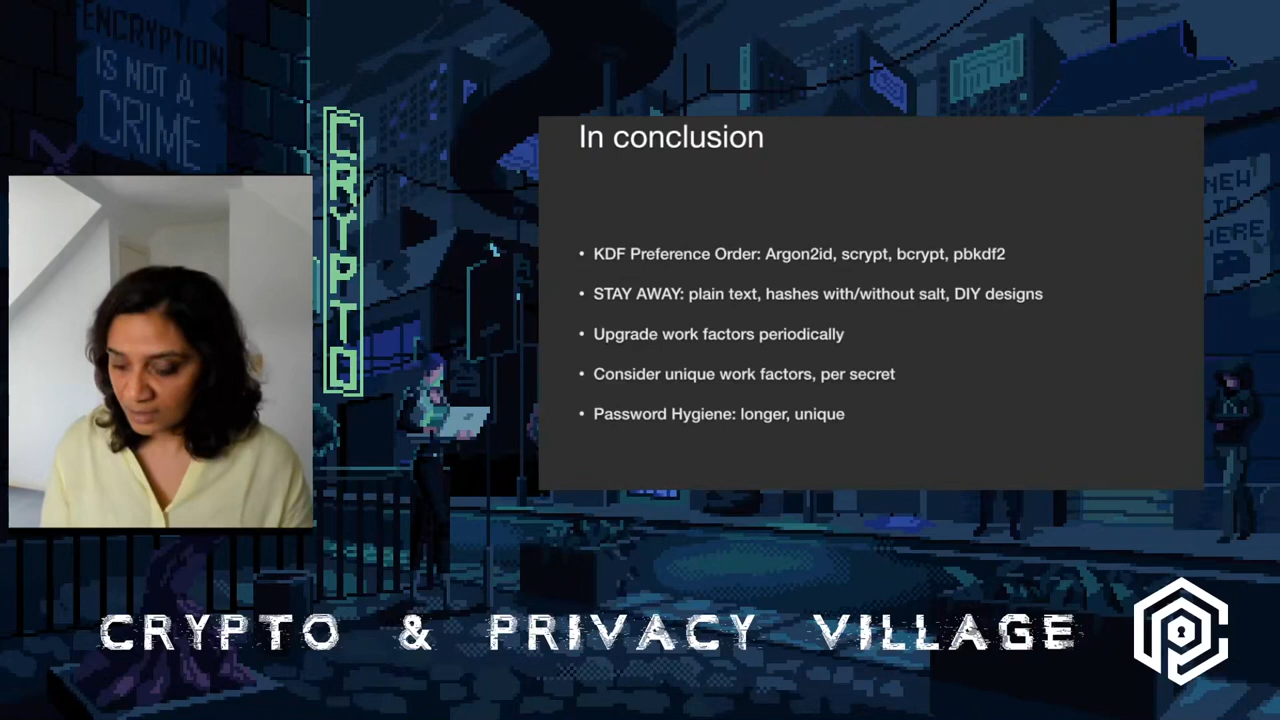 ENCRYPTION
IS NOT A
CRIME
CRYPTO
In conclusion
• KDF Preference Order: Argon2id, scrypt, bcrypt, pbkdf2
• STAY AWAY: plain text, hashes with/without salt, DIY designs
• Upgrade work factors periodically
• Consider unique work factors, per secret
• Password Hygiene: longer, unique
NEW
ID
HERE
CRYPTO & PRIVACY VILLAGE